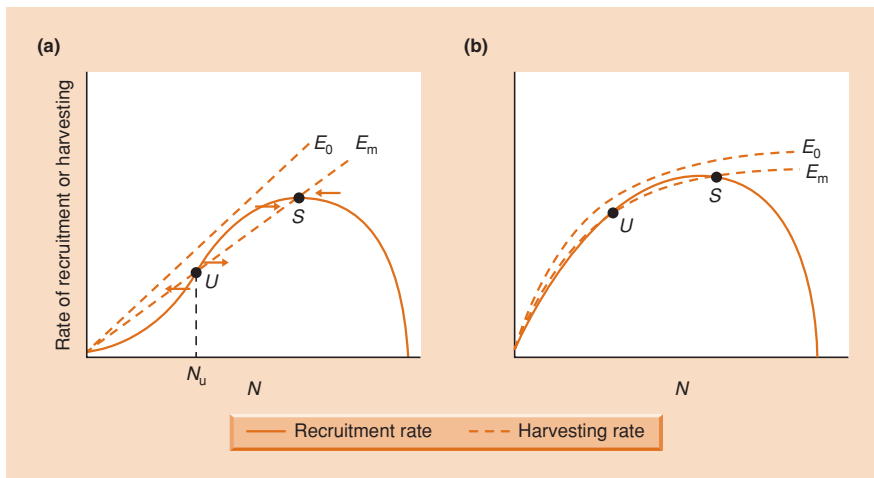 (a)
(b)
Rate of recruitment or harvesting
E0
Em
S
U
Nu
N
E0
Em
S
U
N
Recruitment rate
Harvesting rate